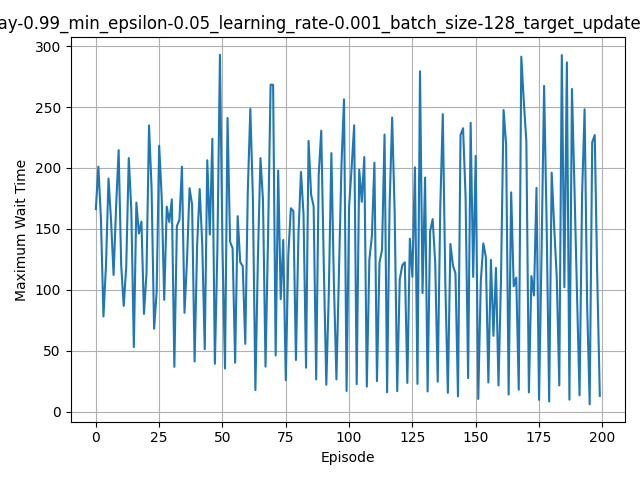 ay-0.99_min_epsilon-0.05_learning_rate-0.001_batch_size-128_target_update
300
250
200
150
100
50
0
Maximum Wait Time
0 25 50 75 100 125 150 175 200
Episode